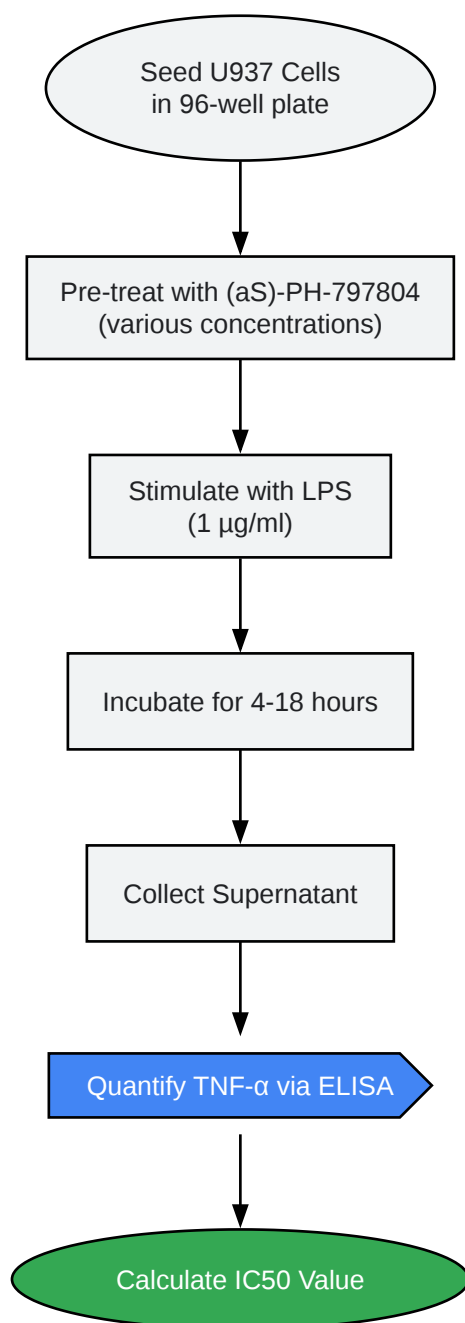 Seed U937 Cells
in 96-well plate
Pre-treat with (aS)-PH-797804
(various concentrations)
Stimulate with LPS
(1 µg/ml)
Incubate for 4-18 hours
Collect Supernatant
Quantify TNF-α via ELISA
Calculate IC50 Value